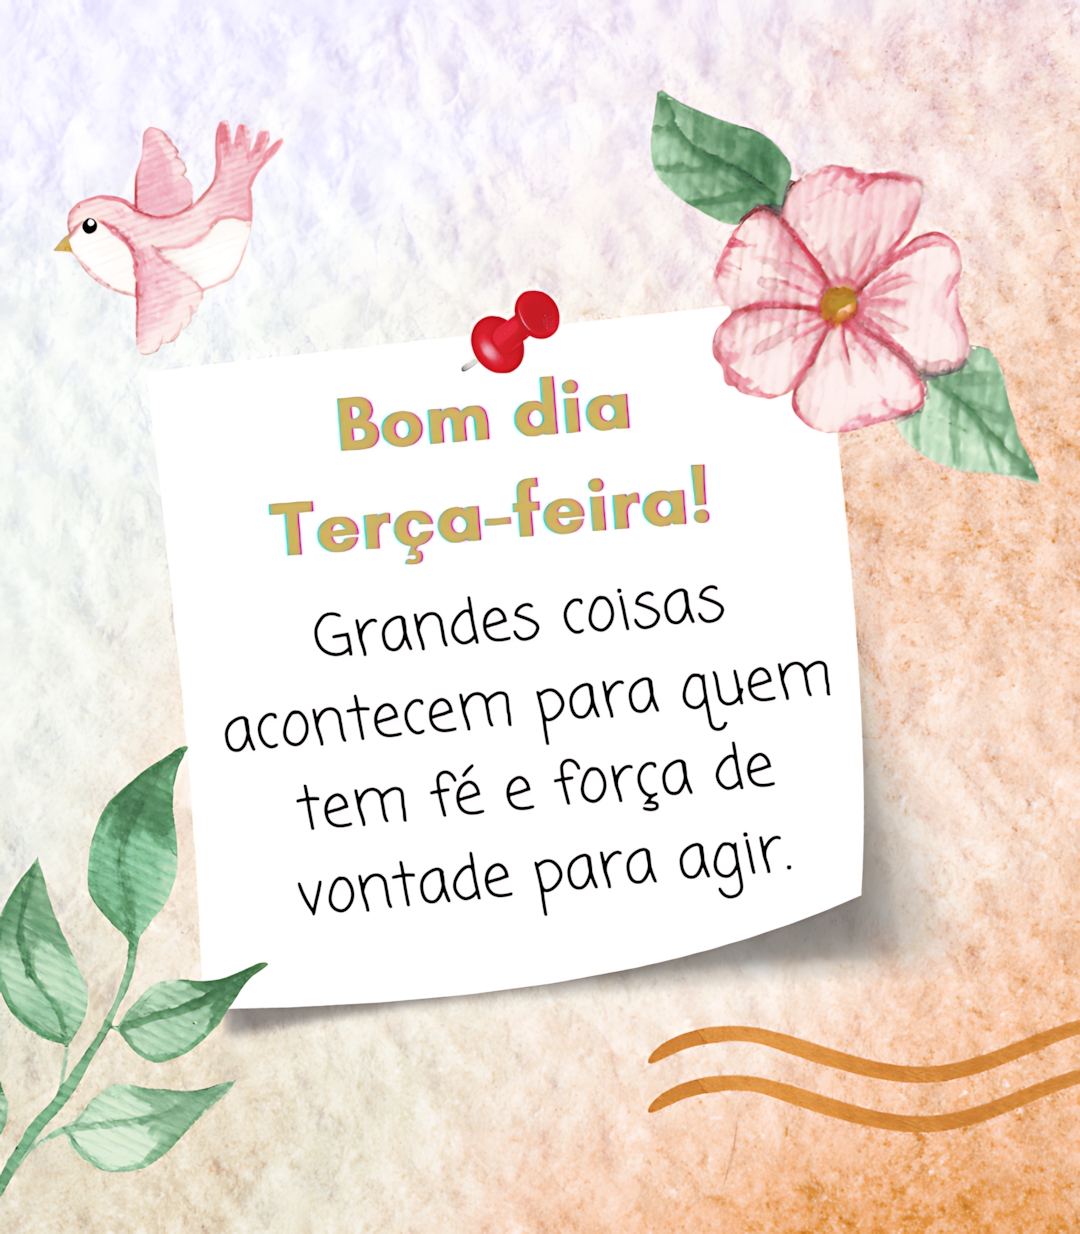 Bom dia
Terça-feira!
Grandes coisas
acontecem para quem
tem fé e força de
vontade para agir.